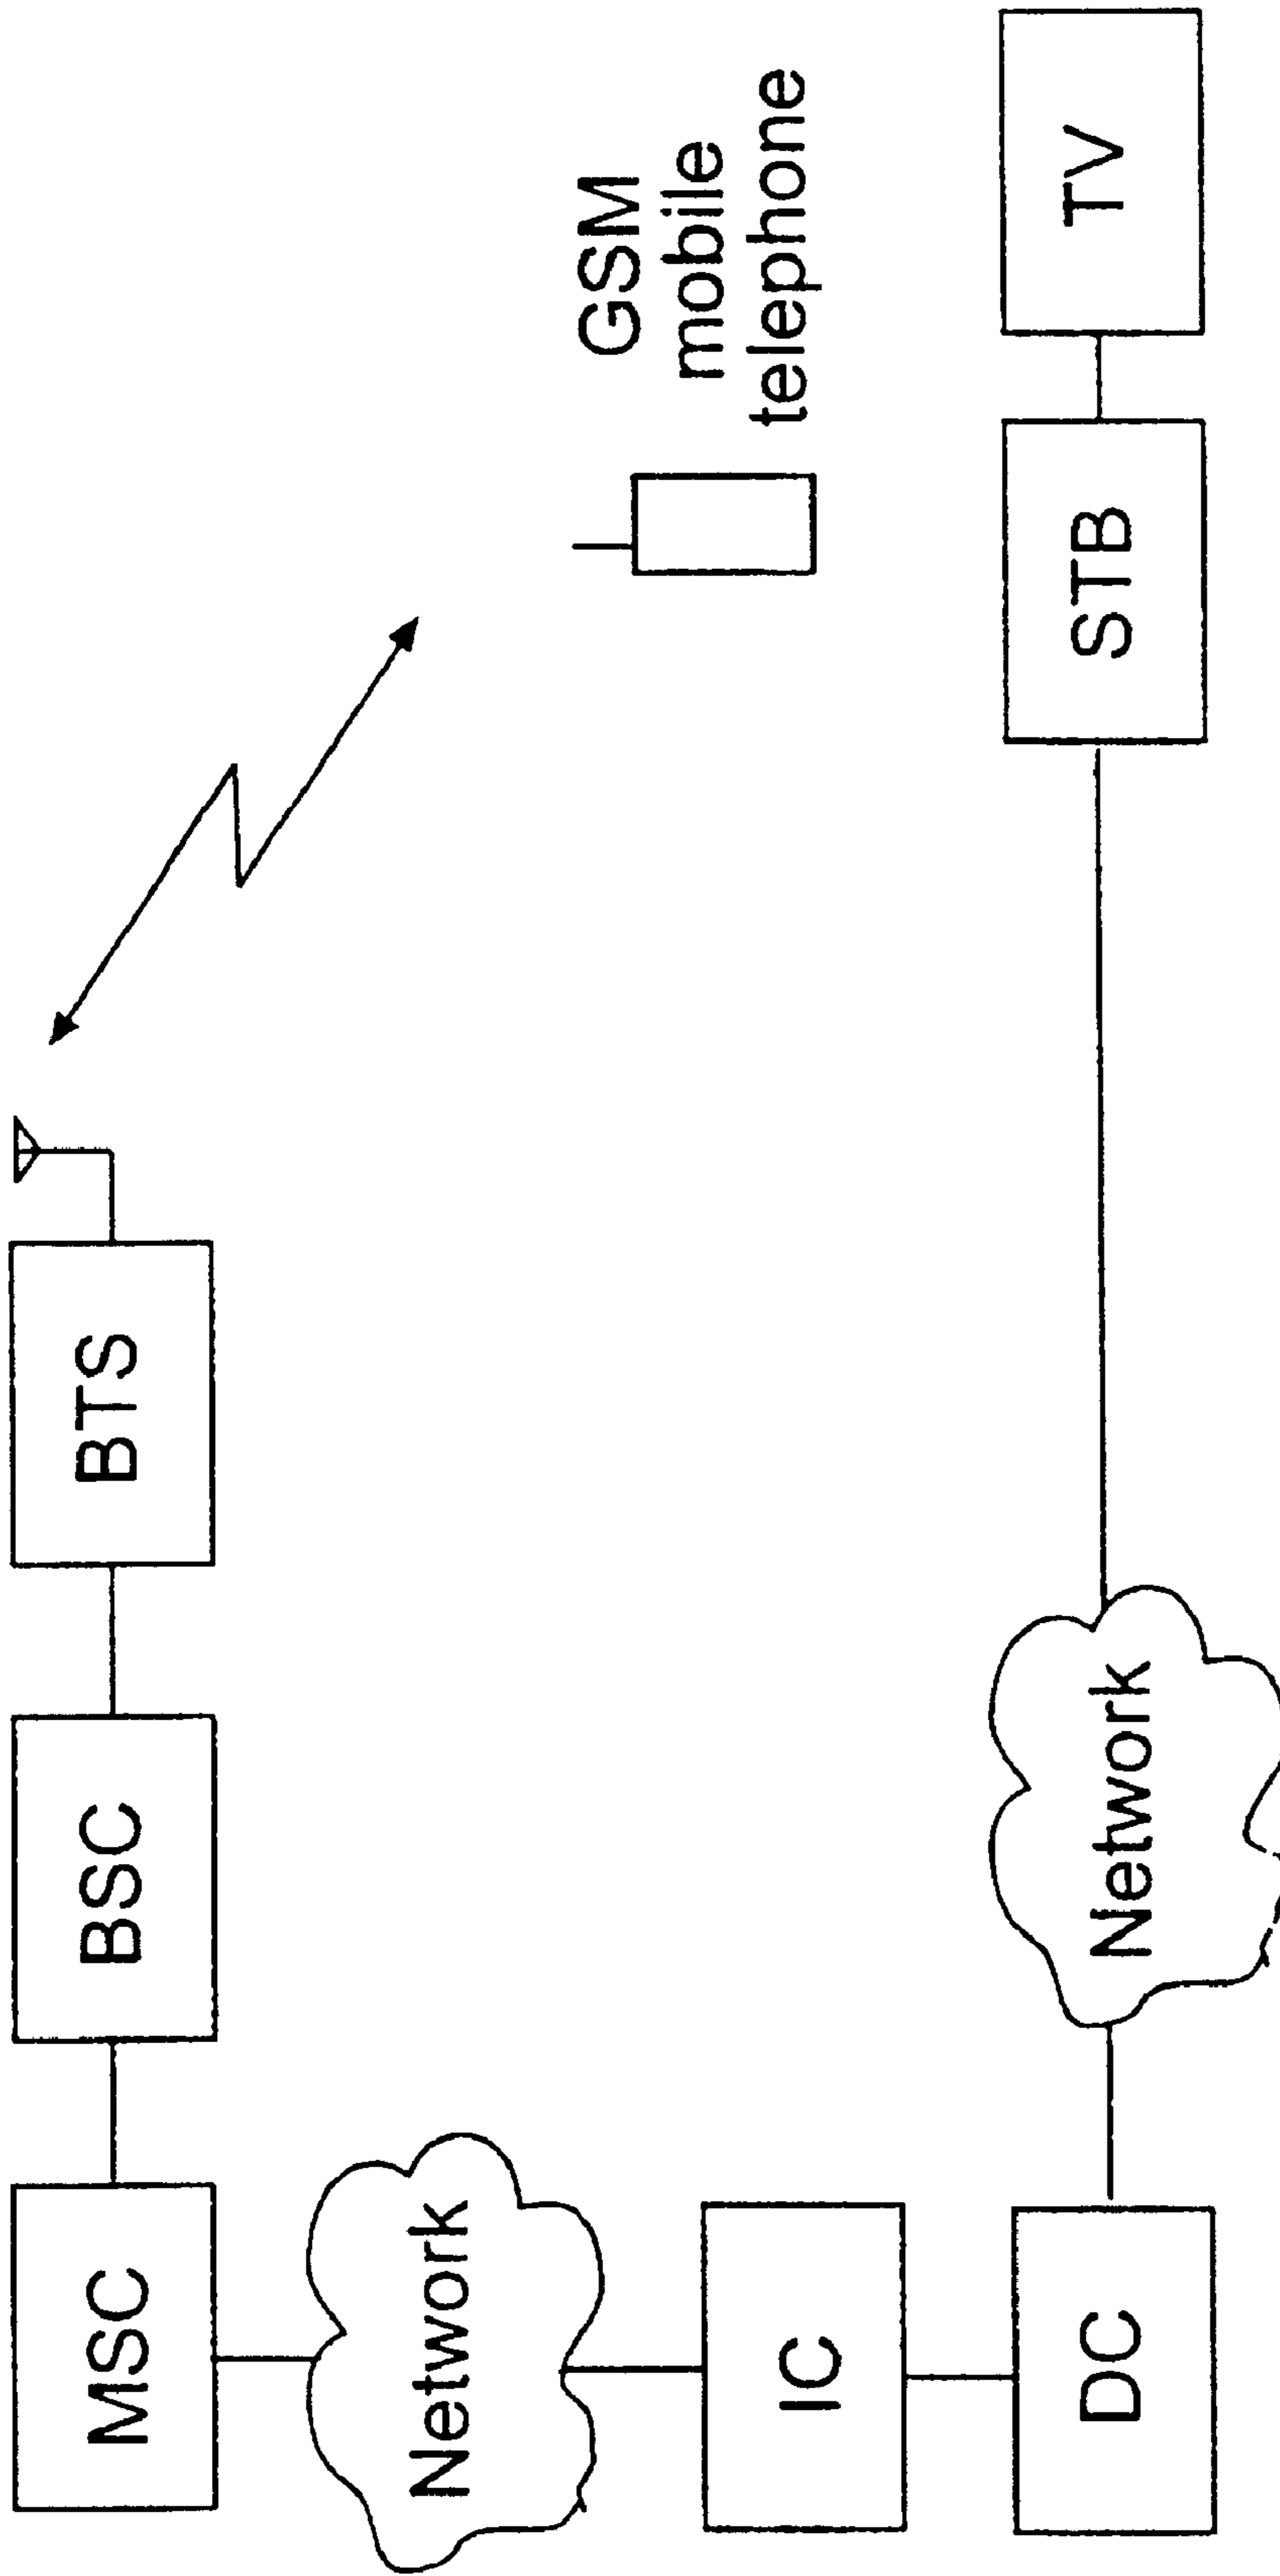 MSC
BSC
BTS
Network
GSM
mobile
telephone
IC
DC
Network
STB
TV